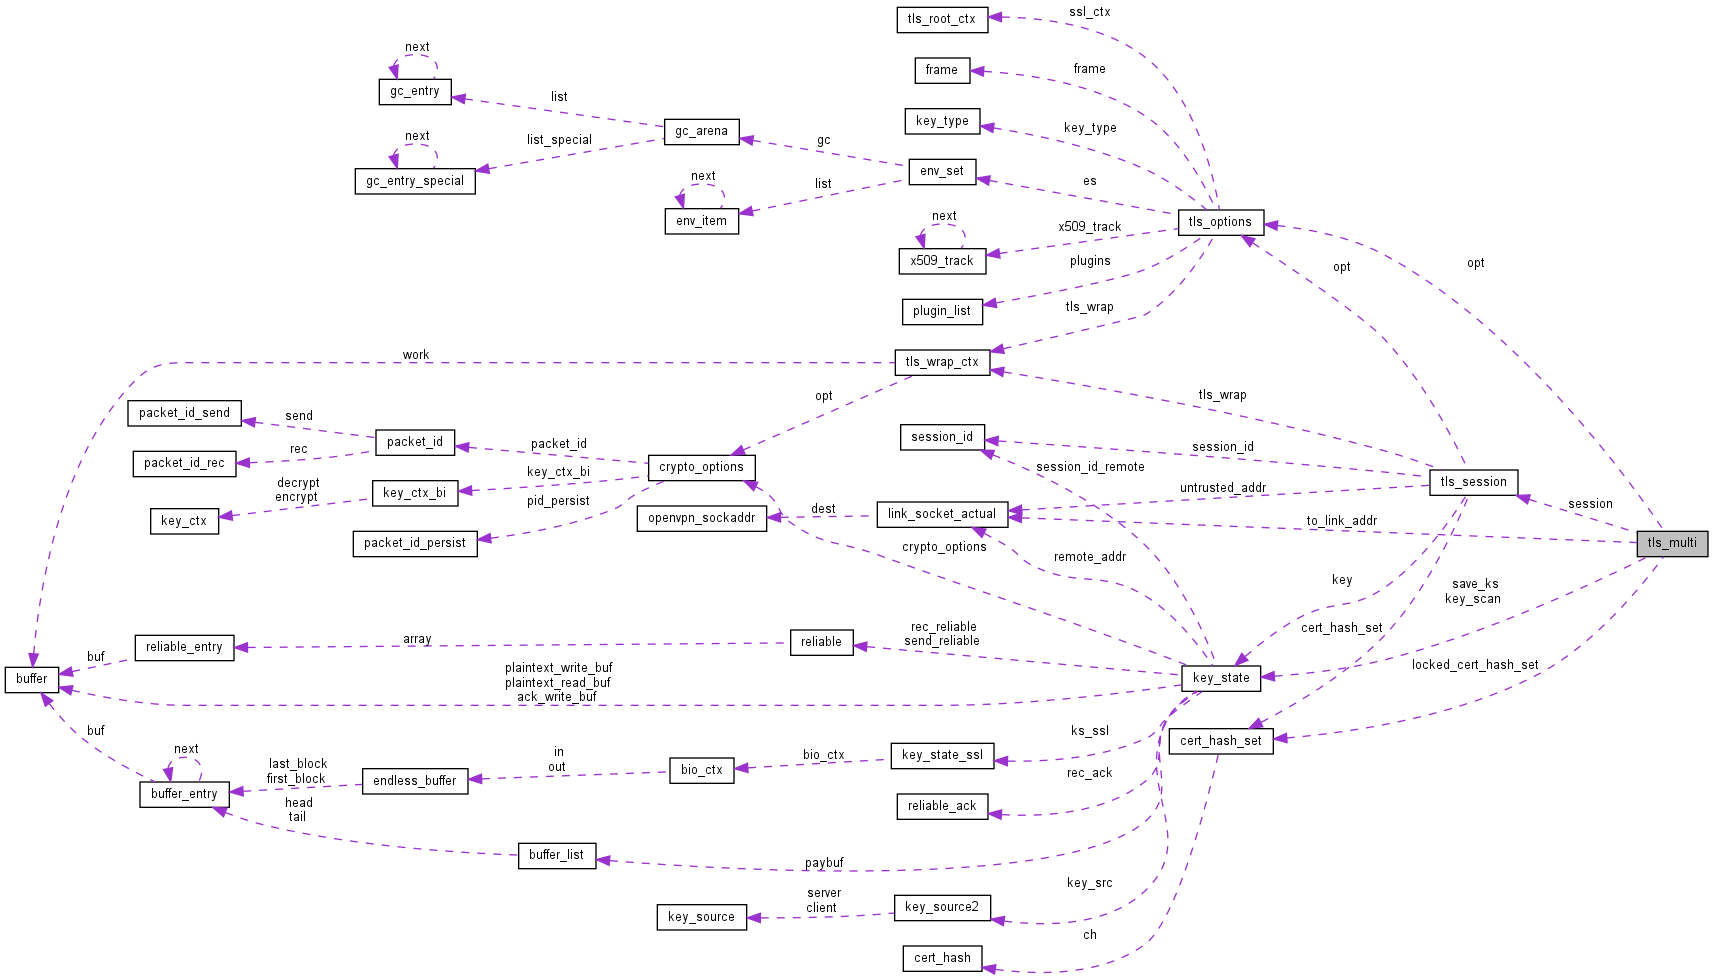 tls_root_ctx
ssl_ctx
next
gc_entry
frame
frame
list
gc_arena
key_type
key_type
next
gc_entry_special
list_special
gc
env_set
es
next
env_item
list
next
x509_track
x509_track
tls_options
opt
opt
plugins
plugin_list
tls_wrap
work
tls_wrap_ctx
tls_wrap
packet_id_send
send
packet_id
packet_id
opt
session_id
session_id
packet_id_rec
rec
crypto_options
key_ctx_bi
key_ctx_bi
session_id_remote
tls_session
decrypt
encrypt
pid_persist
untrusted_addr
session
key_ctx
openvpn_sockaddr
dest
link_socket_actual
to_link_addr
packet_id_persist
crypto_options
remote_addr
tls_multi
key
save_ks
key_scan
reliable_entry
array
reliable
rec_reliable
send_reliable
cert_hash_set
buf
buffer
plaintext_write_buf
plaintext_read_buf
ack_write_buf
key_state
locked_cert_hash_set
buf
next
buffer_entry
last_block
first_block
endless_buffer
in
out
bio_ctx
bio_ctx
key_state_ssl
ks_ssl
cert_hash_set
head
tail
reliable_ack
rec_ack
buffer_list
paybuf
key_source
server
client
key_source2
key_src
cert_hash
ch